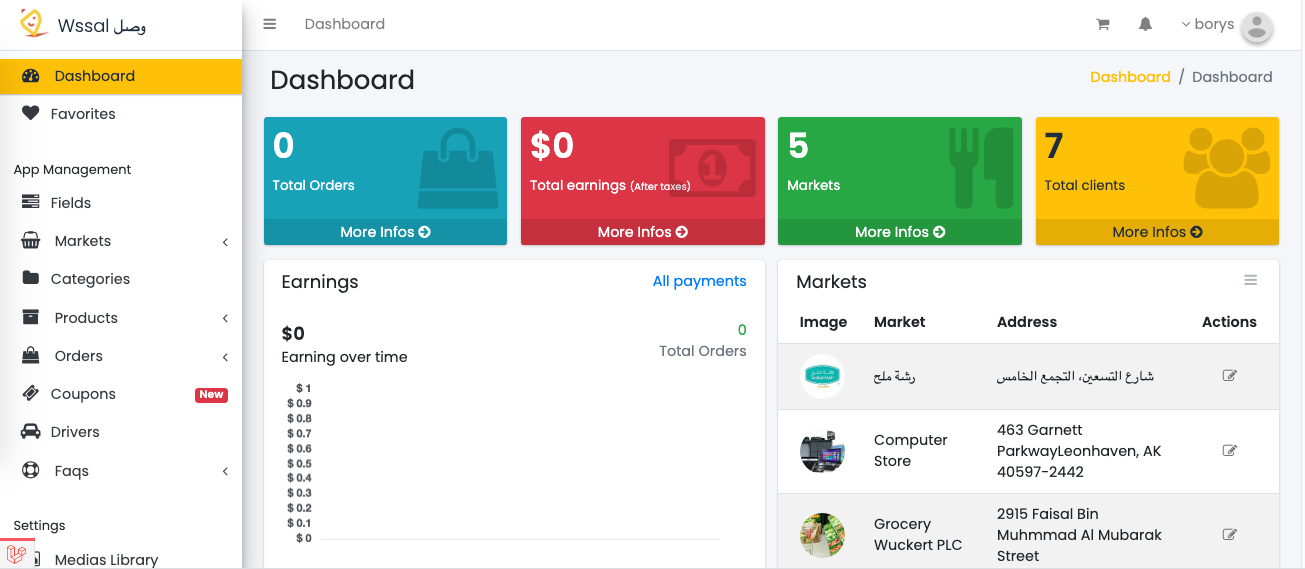 Wssal وصل
Dashboard
borys
Dashboard
Favorites
App Management
Fields
Markets
Categories
Products
Orders
Coupons
New
Drivers
Faqs
Settings
Medias Library
Dashboard
Dashboard / Dashboard
0
Total Orders
More Infos
$0
Total earnings (After taxes)
More Infos
5
Markets
More Infos
7
Total clients
More Infos
Earnings
All payments
$0
Earning over time
0
Total Orders
$ 1
$ 0.9
$ 0.8
$ 0.7
$ 0.6
$ 0.5
$ 0.4
$ 0.3
$ 0.2
$ 0.1
$ 0
Markets
Image Market Address Actions
رشة ملح
شارع التسعين، التجمع الخامس
Computer
Store
463 Garnett
ParkwayLeonhaven, AK
40597-2442
Grocery
Wuckert PLC
2915 Faisal Bin
Muhmmad Al Mubarak
Street